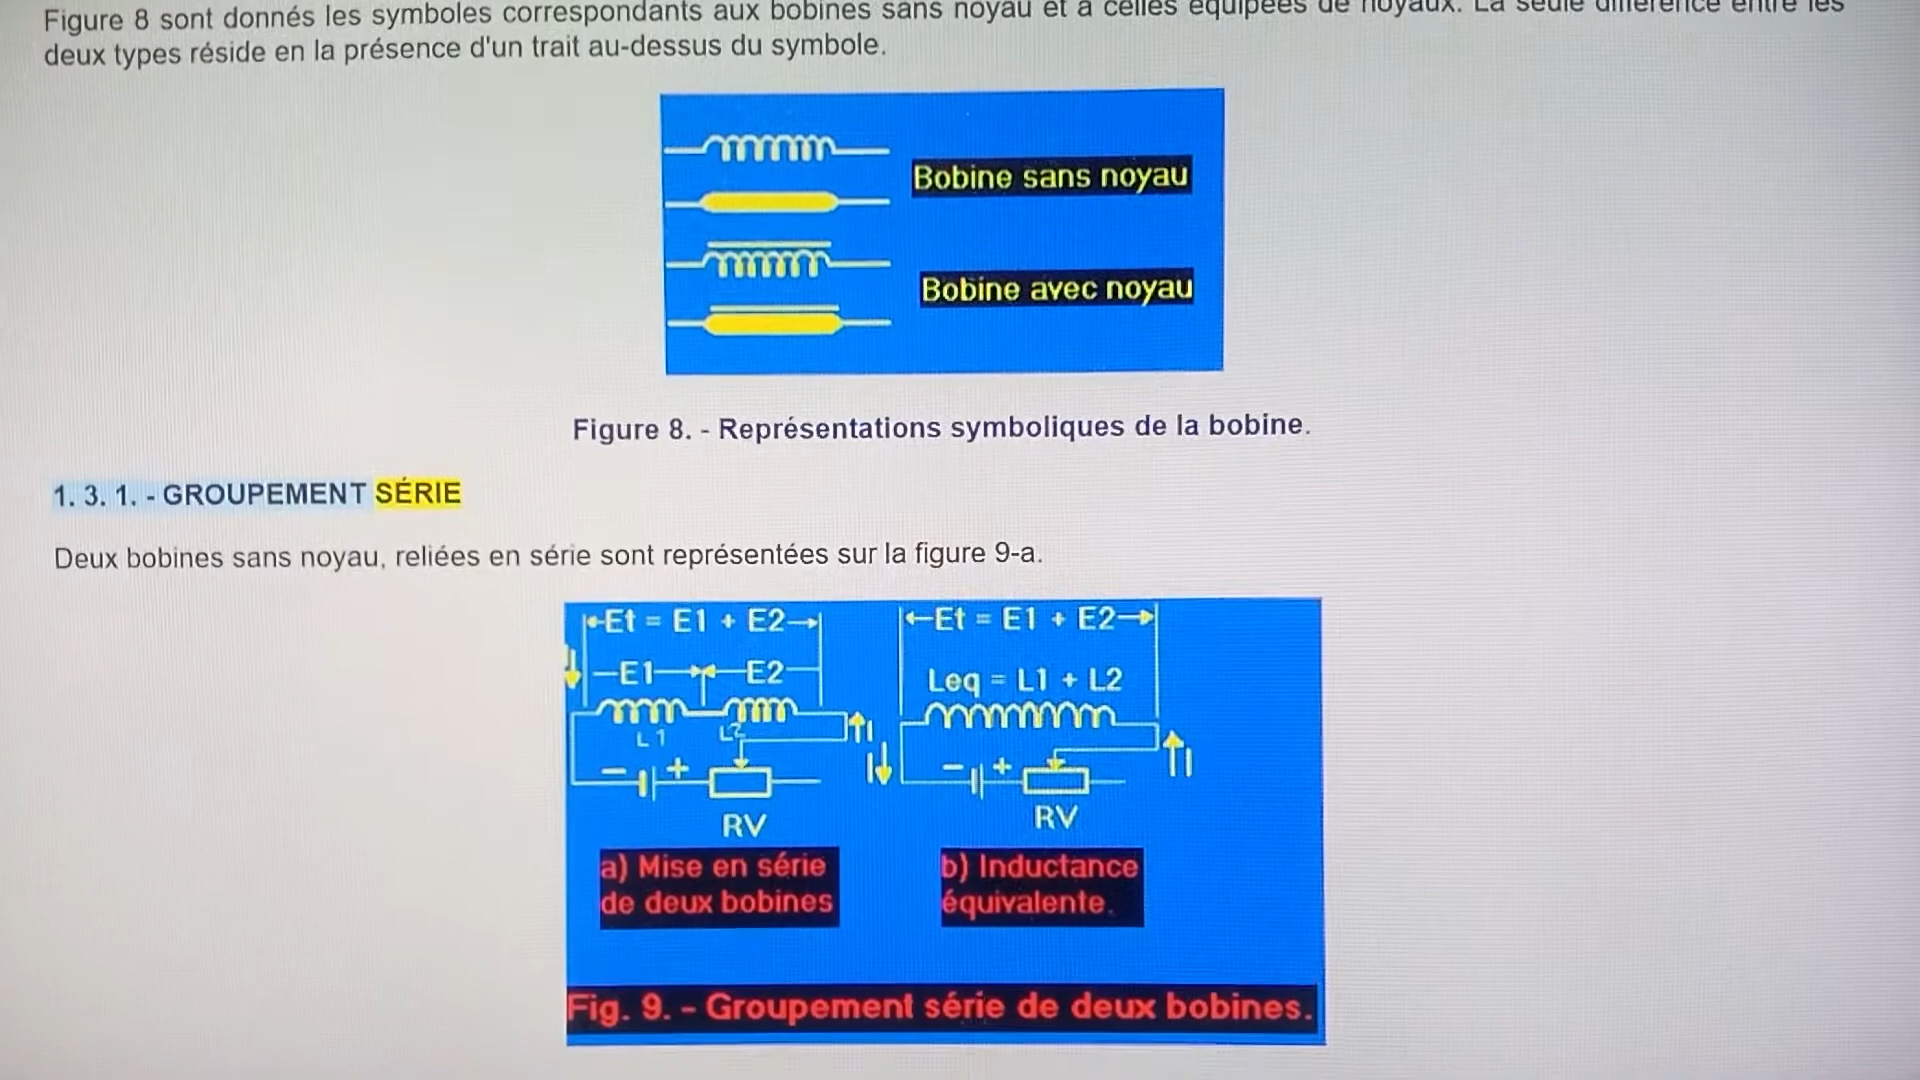 Figure 8 sont donnés les symboles correspondants aux bobines sans noyau et à celles équipées de noyaux. La seule différence entre les
deux types réside en la présence d'un trait au-dessus du symbole.
Bobine sans noyau
Bobine avec noyau
Figure 8. - Représentations symboliques de la bobine.
1. 3. 1. - GROUPEMENT SÉRIE
Deux bobines sans noyau, reliées en série sont représentées sur la figure 9-a.
Et = E1 + E2
E1 E2
L1 L2
I
- +
RV
a) Mise en série
de deux bobines
Et = E1 + E2
Leq = L1 + L2
I
- +
I
RV
b) Inductance
équivalente.
Fig. 9. - Groupement série de deux bobines.